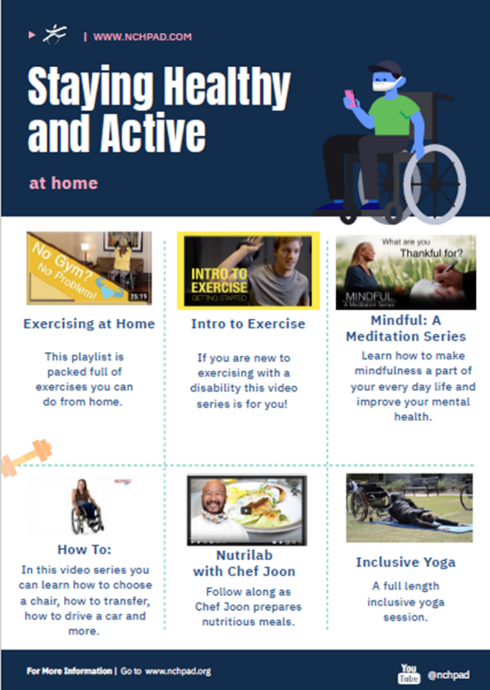 | WWW.NCHPAD.COM
Staying Healthy
and Active
at home
No Gym?
No Problem!
25:19
Exercising at Home
This playlist is
packed full of
exercises you can
do from home.
INTRO TO
EXERCISE
GETTING STARTED
Intro to Exercise
If you are new to
exercising with a
disability this video
series is for you!
What are you
Thankful for?
MINDFUL
A Meditation Series
Mindful: A
Meditation Series
Learn how to make
mindfulness a part of
your every day life and
improve your mental
health.
How To:
In this video series you
can learn how to choose
a chair, how to transfer,
how to drive a car and
more.
Nutrilab
with Chef Joon
Follow along as
Chef Joon prepares
nutritious meals.
Inclusive Yoga
A full length
inclusive yoga
session.
For More Information | Go to www.nchpad.org
You
Tube
@nchpad